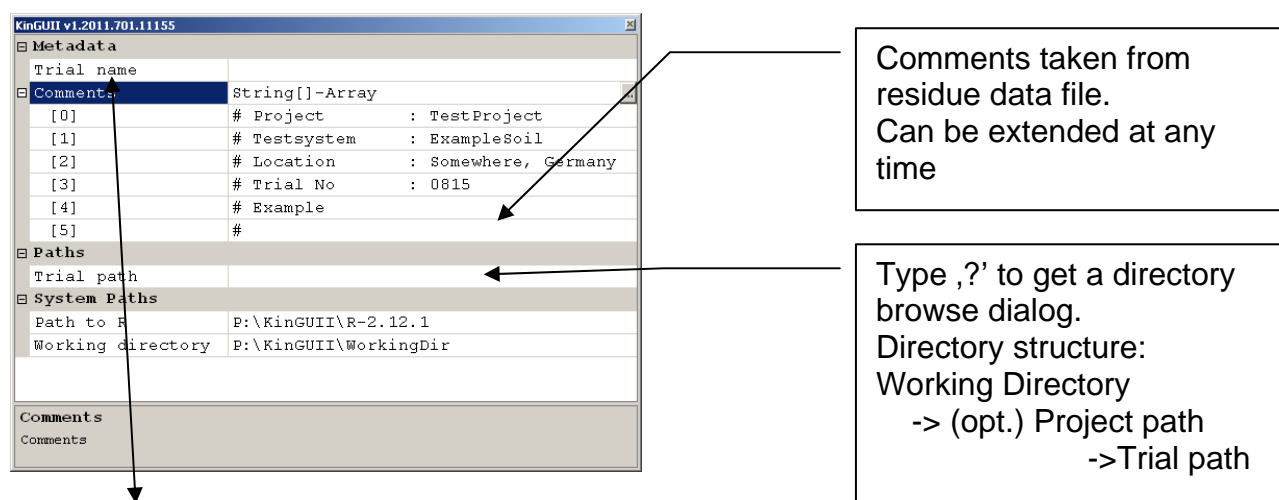 KinGUII v1.2011.701.11155
Metadata
Trial name
Comments String[]-Array ...
[0] # Project : TestProject
[1] # Testsystem : ExampleSoil
[2] # Location : Somewhere, Germany
[3] # Trial No : 0815
[4] # Example
[5] #
Paths
Trial path
System Paths
Path to R P:\KinGUII\R-2.12.1
Working directory P:\KinGUII\WorkingDir
Comments
Comments
Comments taken from
residue data file.
Can be extended at any
time
Type ‚?’ to get a directory
browse dialog.
Directory structure:
Working Directory
-> (opt.) Project path
->Trial path